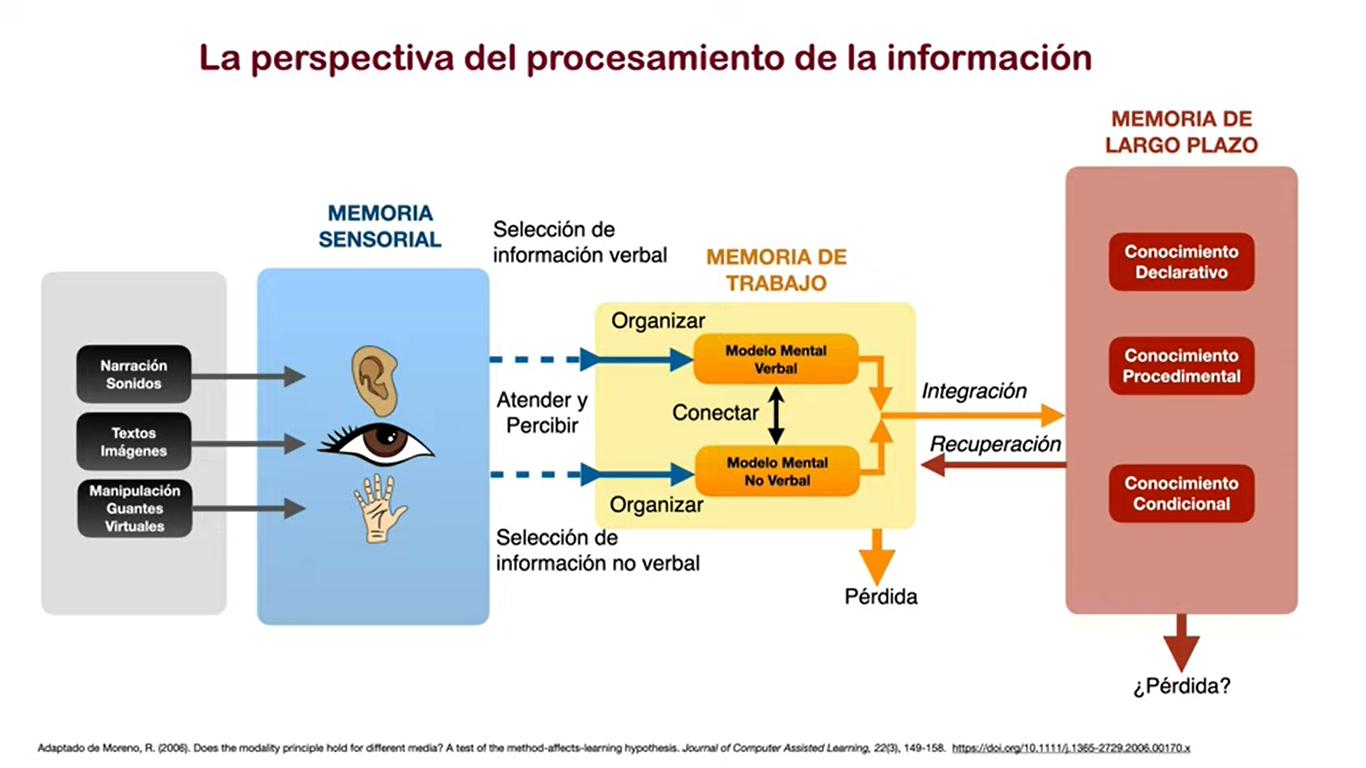 La perspectiva del procesamiento de la información
MEMORIA DE
LARGO PLAZO
MEMORIA
SENSORIAL
Selección de
información verbal
MEMORIA DE
TRABAJO
Conocimiento
Declarativo
Organizar
Narración
Sonidos
Modelo Mental
Verbal
Conocimiento
Procedimental
Atender y
Percibir
Conectar
Integración
Textos
Imágenes
Recuperación
Modelo Mental
No Verbal
Manipulación
Guantes
Virtuales
Organizar
Conocimiento
Condicional
Selección de
información no verbal
Pérdida
¿Pérdida?
Adaptado de Moreno, R. (2006). Does the modality principle hold for different media? A test of the method-affects-learning hypothesis. Journal of Computer Assisted Learning, 22(3), 149-158. https://doi.org/10.1111/j.1365-2729.2006.00170.x